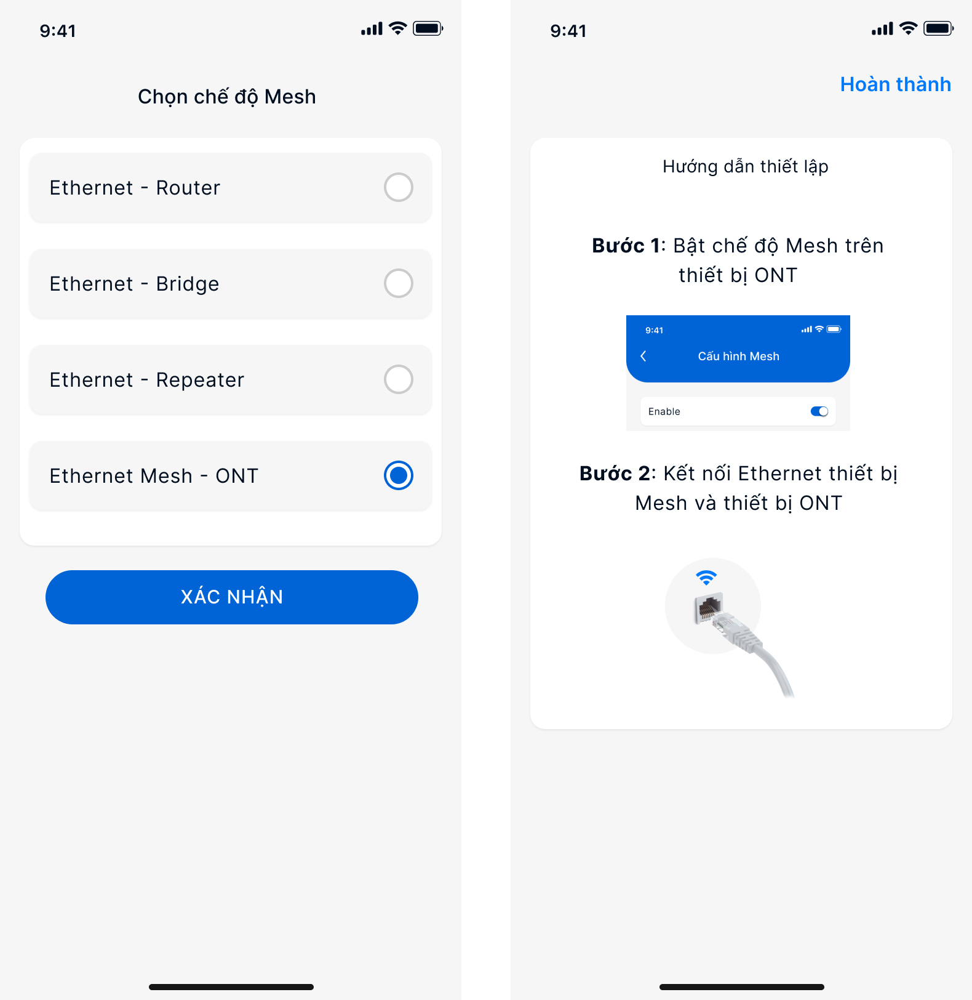 9:41
Chọn chế độ Mesh
Ethernet - Router
Ethernet - Bridge
Ethernet - Repeater
Ethernet Mesh - ONT
XÁC NHẬN
9:41
Hoàn thành
Hướng dẫn thiết lập
Bước 1: Bật chế độ Mesh trên
thiết bị ONT
9:41
Cấu hình Mesh
Enable
Bước 2: Kết nối Ethernet thiết bị
Mesh và thiết bị ONT